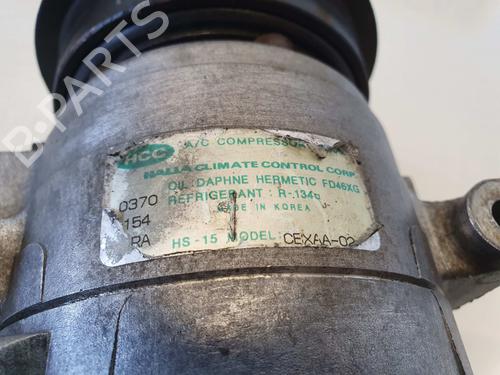 HCC A/C COMPRESSOR
HALLA CLIMATE CONTROL CORP.
OIL DAPHNE HERMETIC FD46XG
0370 REFRIGERANT : R-134a
154 MADE IN KOREA
RA HS-15 MODEL: CEXAA-02
B-Parts